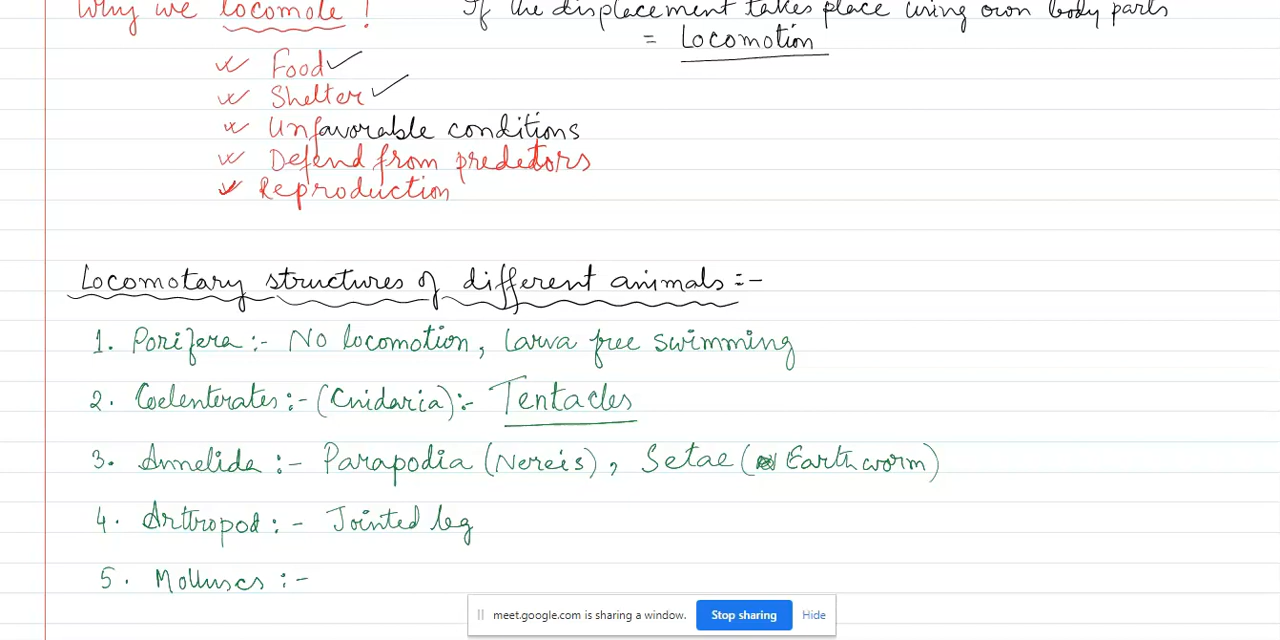 Why we locomote ? If the displacement takes place using own body parts
= Locomotion
Food
Shelter
Unfavorable conditions
Defend from predetors
Reproduction
Locomotary structures of different animals :-
1. Porifera :- No locomotion, larva free swimming
2. Coelenterates :- (Cnidaria) :- Tentacles
3. Annelida :- Parapodia (Nereis), Setae (Earthworm)
4. Arthropod :- Jointed leg
5. Molluscs :-
meet.google.com is sharing a window. Stop sharing Hide